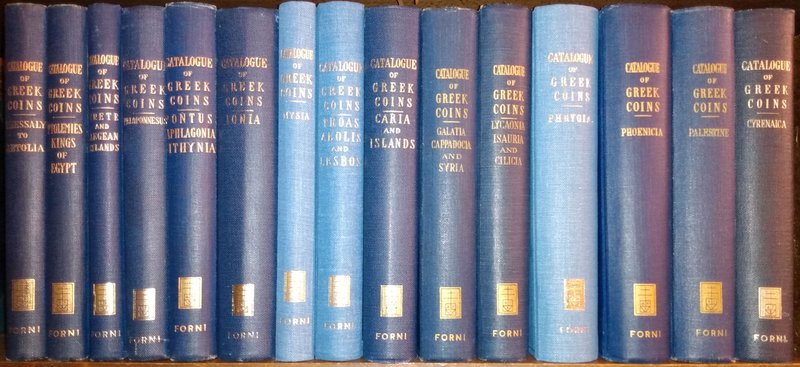 CATALOGUE
OF
GREEK
COINS
THESSALY
TO
AETOLIA
FORNI
CATALOGUE
OF
GREEK
COINS
PTOLEMIES
KINGS
OF
EGYPT
FORNI
CATALOGUE
OF
GREEK
COINS
CRETE
AND
AEGEAN
ISLANDS
FORNI
CATALOGUE
OF
GREEK
COINS
FORNI
CATALOGUE
OF
GREEK
COINS
PONTUS
PAPHLAGONIA
BITHYNIA
FORNI
CATALOGUE
OF
GREEK
COINS
IONIA
FORNI
CATALOGUE
OF
GREEK
COINS
MYSIA
FORNI
CATALOGUE
OF
GREEK
COINS
TROAS
AEOLIS
AND
LESBOS
FORNI
CATALOGUE
OF
GREEK
COINS
CARIA
AND
ISLANDS
FORNI
CATALOGUE
OF
GREEK
COINS
GALATIA
CAPPADOCIA
AND
SYRIA
FORNI
CATALOGUE
OF
GREEK
COINS
LYCAONIA
ISAURIA
AND
CILICIA
FORNI
CATALOGUE
OF
GREEK
COINS
PHRYGIA
FORNI
CATALOGUE
OF
GREEK
COINS
PHOENICIA
FORNI
CATALOGUE
OF
GREEK
COINS
PALESTINE
FORNI
CATALOGUE
OF
GREEK
COINS
CYRENAICA
FORNI